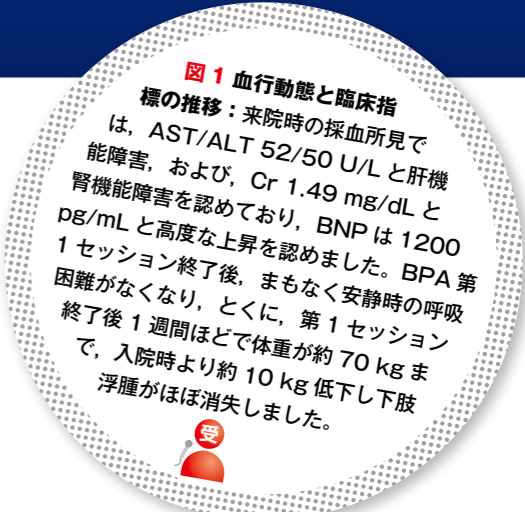 図 1 血行動態と臨床指
標の推移：来院時の採血所見で
は，AST/ALT 52/50 U/L と肝機
能障害，および，Cr 1.49 mg/dL と
腎機能障害を認めており，BNP は 1200
pg/mL と高度な上昇を認めました。BPA 第
1 セッション終了後，まもなく安静時の呼吸
困難がなくなり，とくに，第 1 セッション
終了後 1 週間ほどで体重が約 70 kg ま
で，入院時より約 10 kg 低下し下肢
浮腫がほぼ消失しました。
受